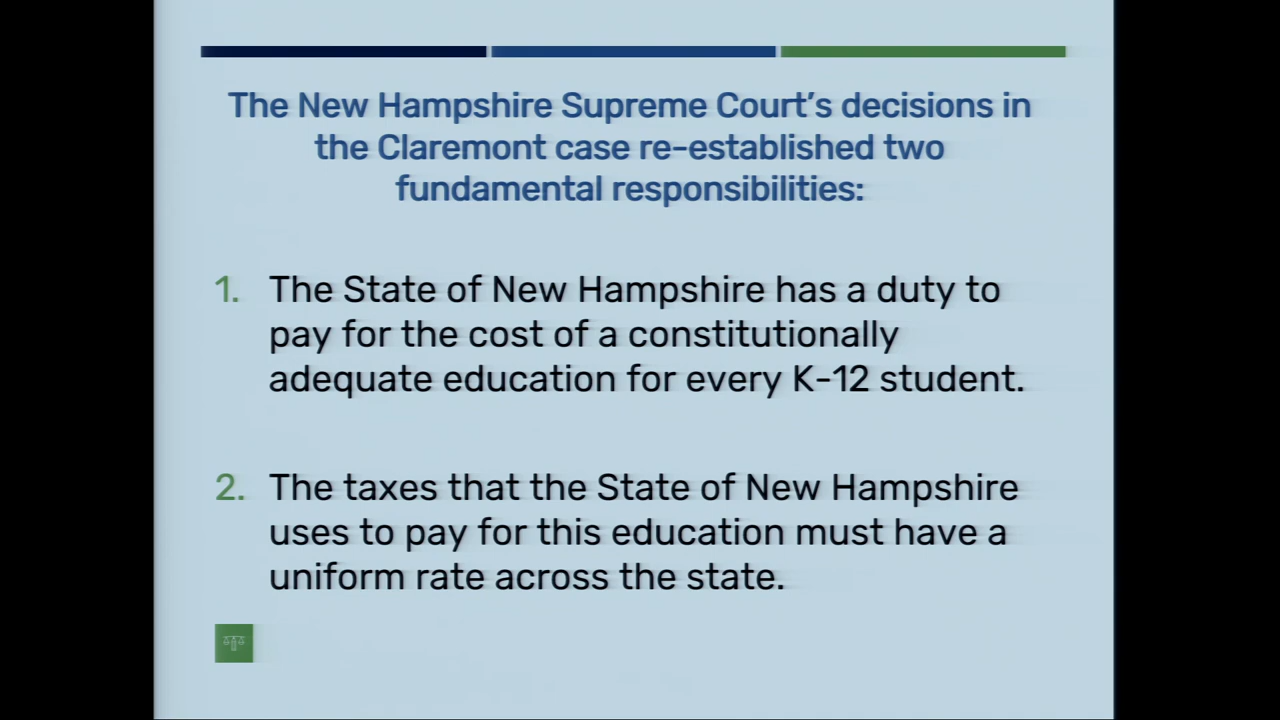 The New Hampshire Supreme Court’s decisions in
the Claremont case re-established two
fundamental responsibilities:
1. The State of New Hampshire has a duty to
pay for the cost of a constitutionally
adequate education for every K-12 student.
2. The taxes that the State of New Hampshire
uses to pay for this education must have a
uniform rate across the state.